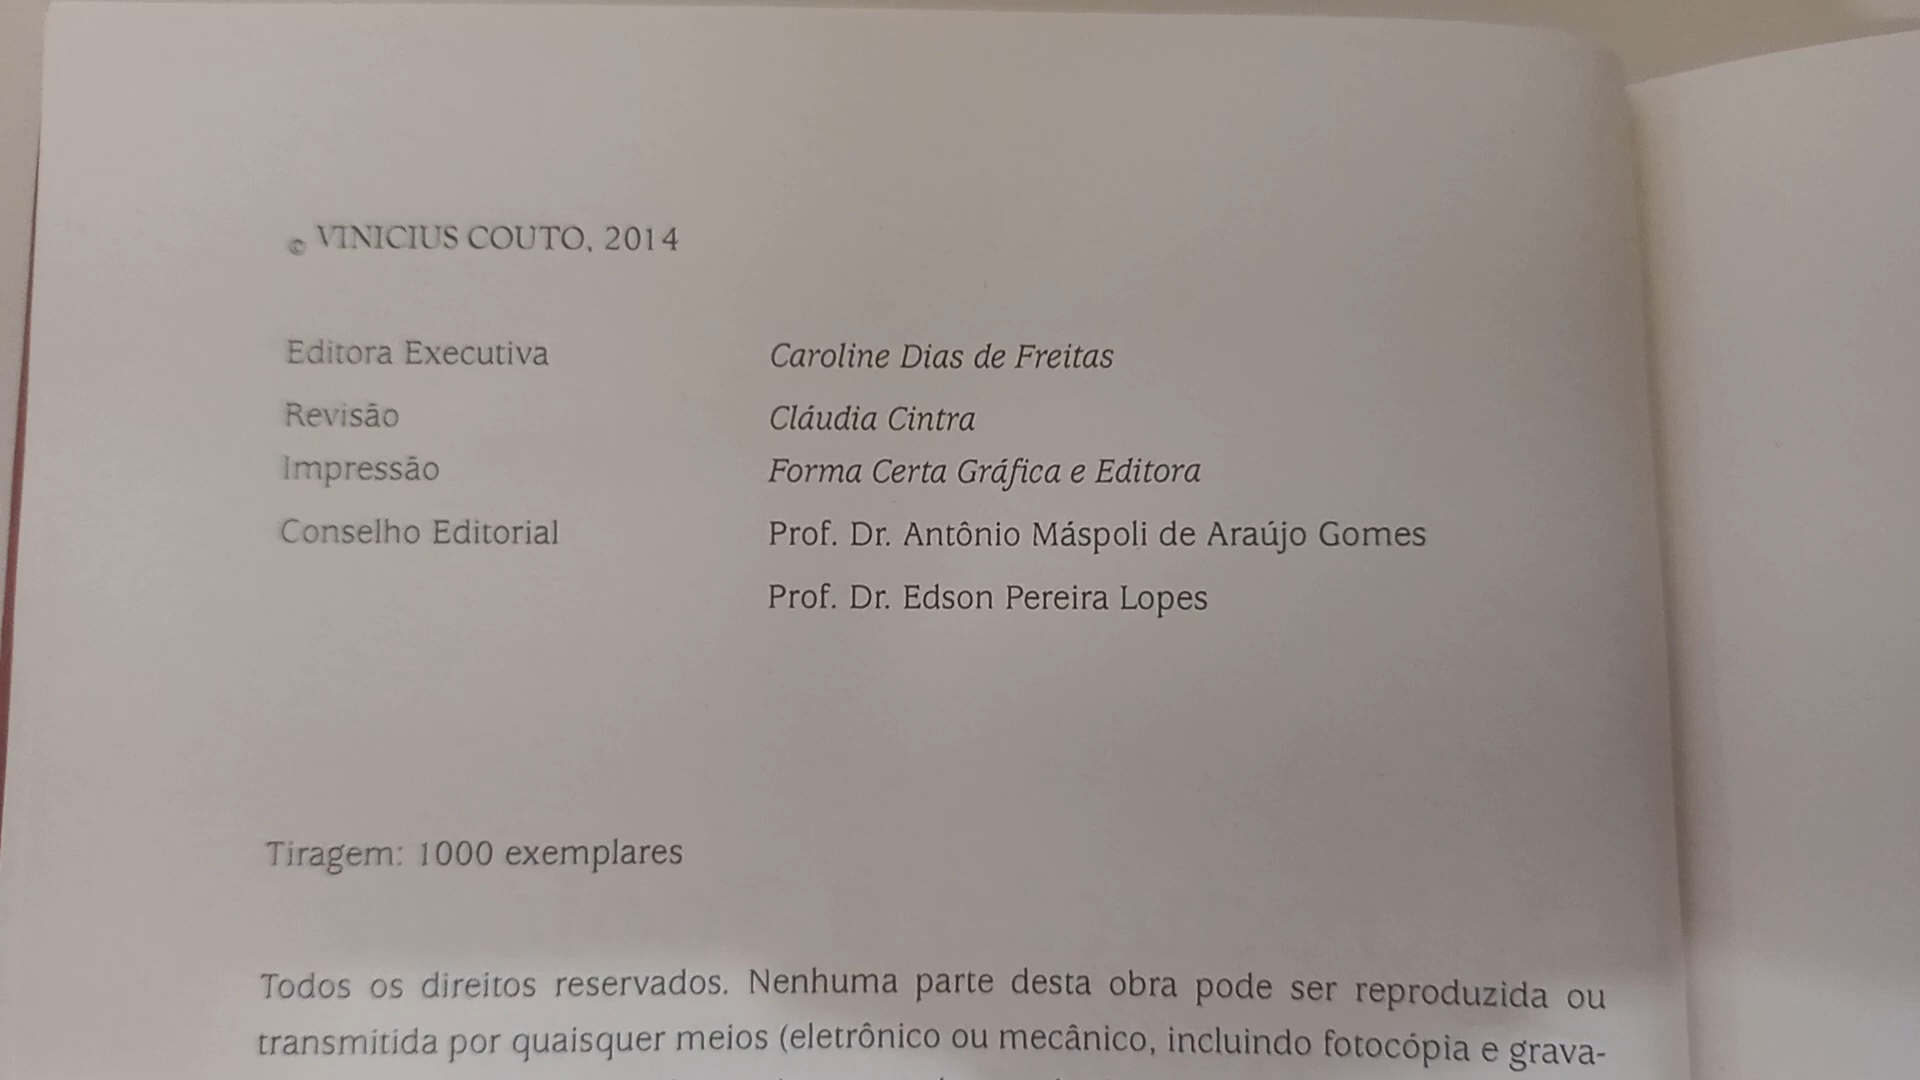 © VINICIUS COUTO, 2014
Editora Executiva Caroline Dias de Freitas
Revisão Cláudia Cintra
Impressão Forma Certa Gráfica e Editora
Conselho Editorial Prof. Dr. Antônio Máspoli de Araújo Gomes
Prof. Dr. Edson Pereira Lopes
Tiragem: 1000 exemplares
Todos os direitos reservados. Nenhuma parte desta obra pode ser reproduzida ou
transmitida por quaisquer meios (eletrônico ou mecânico, incluindo fotocópia e grava-